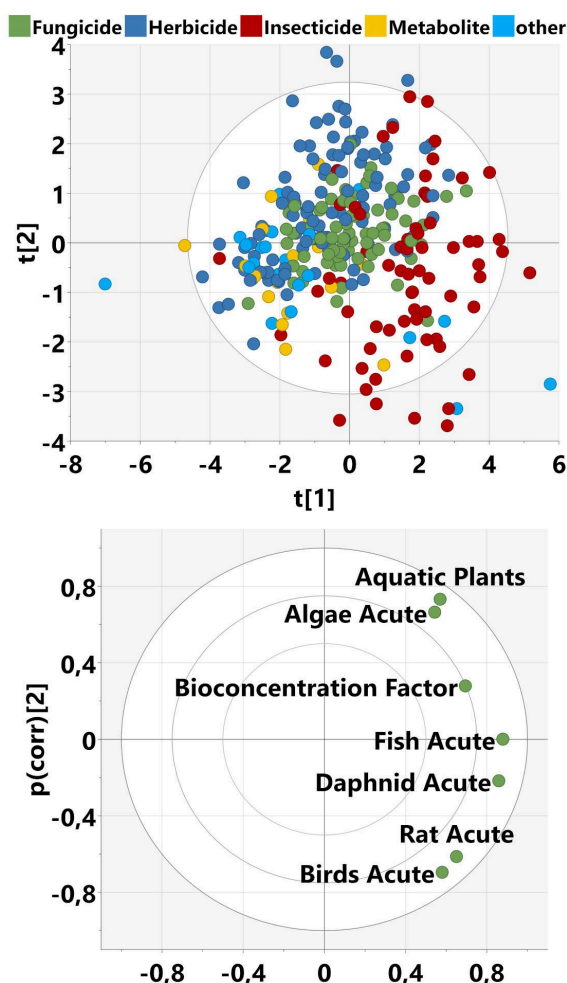 Fungicide Herbicide Insecticide Metabolite other
4
3
2
1
0
-1
-2
-3
-4
t[2]
-8 -6 -4 -2 0 2 4 6
t[1]
0,8
0,4
0
-0,4
-0,8
p(corr)[2]
Aquatic Plants
Algae Acute
Bioconcentration Factor
Fish Acute
Daphnid Acute
Rat Acute
Birds Acute
-0,8 -0,4 0 0,4 0,8